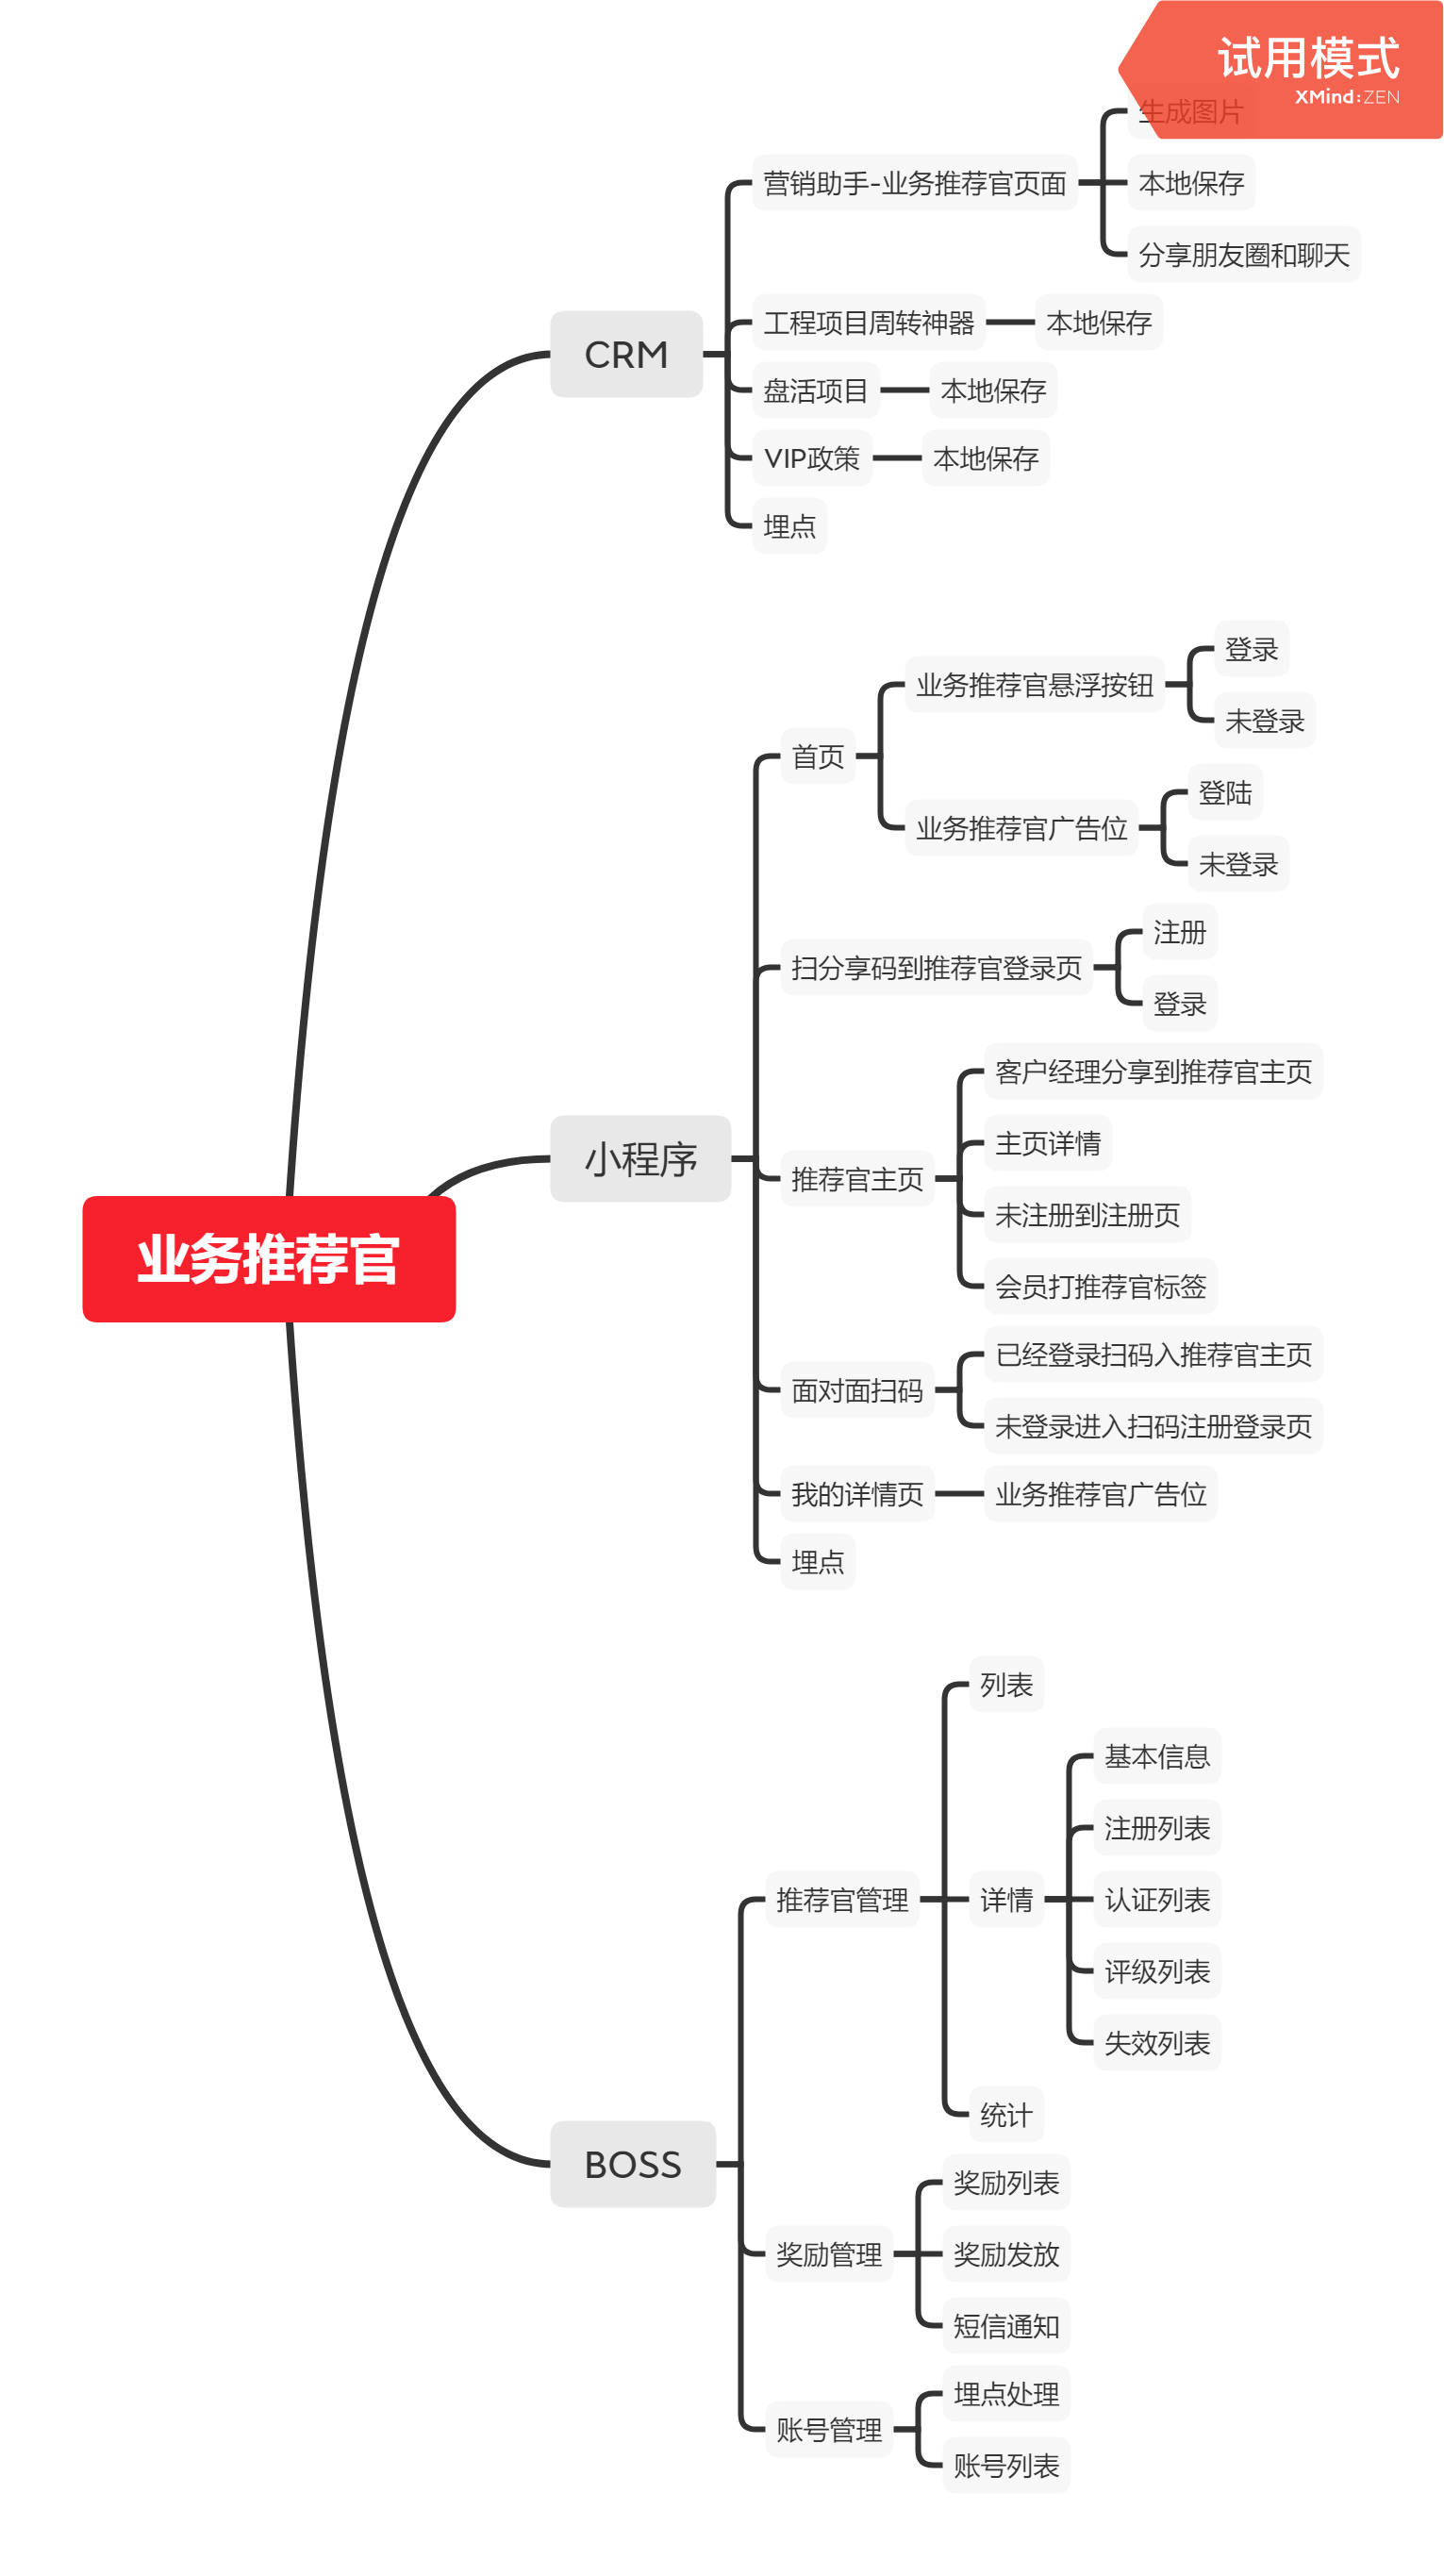 试用模式
XMind:ZEN
生成图片
营销助手-业务推荐官页面
本地保存
分享朋友圈和聊天
工程项目周转神器
本地保存
CRM
盘活项目
本地保存
VIP政策
本地保存
埋点
登录
业务推荐官悬浮按钮
未登录
首页
登陆
业务推荐官广告位
未登录
注册
扫分享码到推荐官登录页
登录
客户经理分享到推荐官主页
主页详情
小程序
推荐官主页
未注册到注册页
业务推荐官
会员打推荐官标签
已经登录扫码入推荐官主页
面对面扫码
未登录进入扫码注册登录页
我的详情页
业务推荐官广告位
埋点
列表
基本信息
注册列表
推荐官管理
详情
认证列表
评级列表
失效列表
统计
BOSS
奖励列表
奖励管理
奖励发放
短信通知
埋点处理
账号管理
账号列表